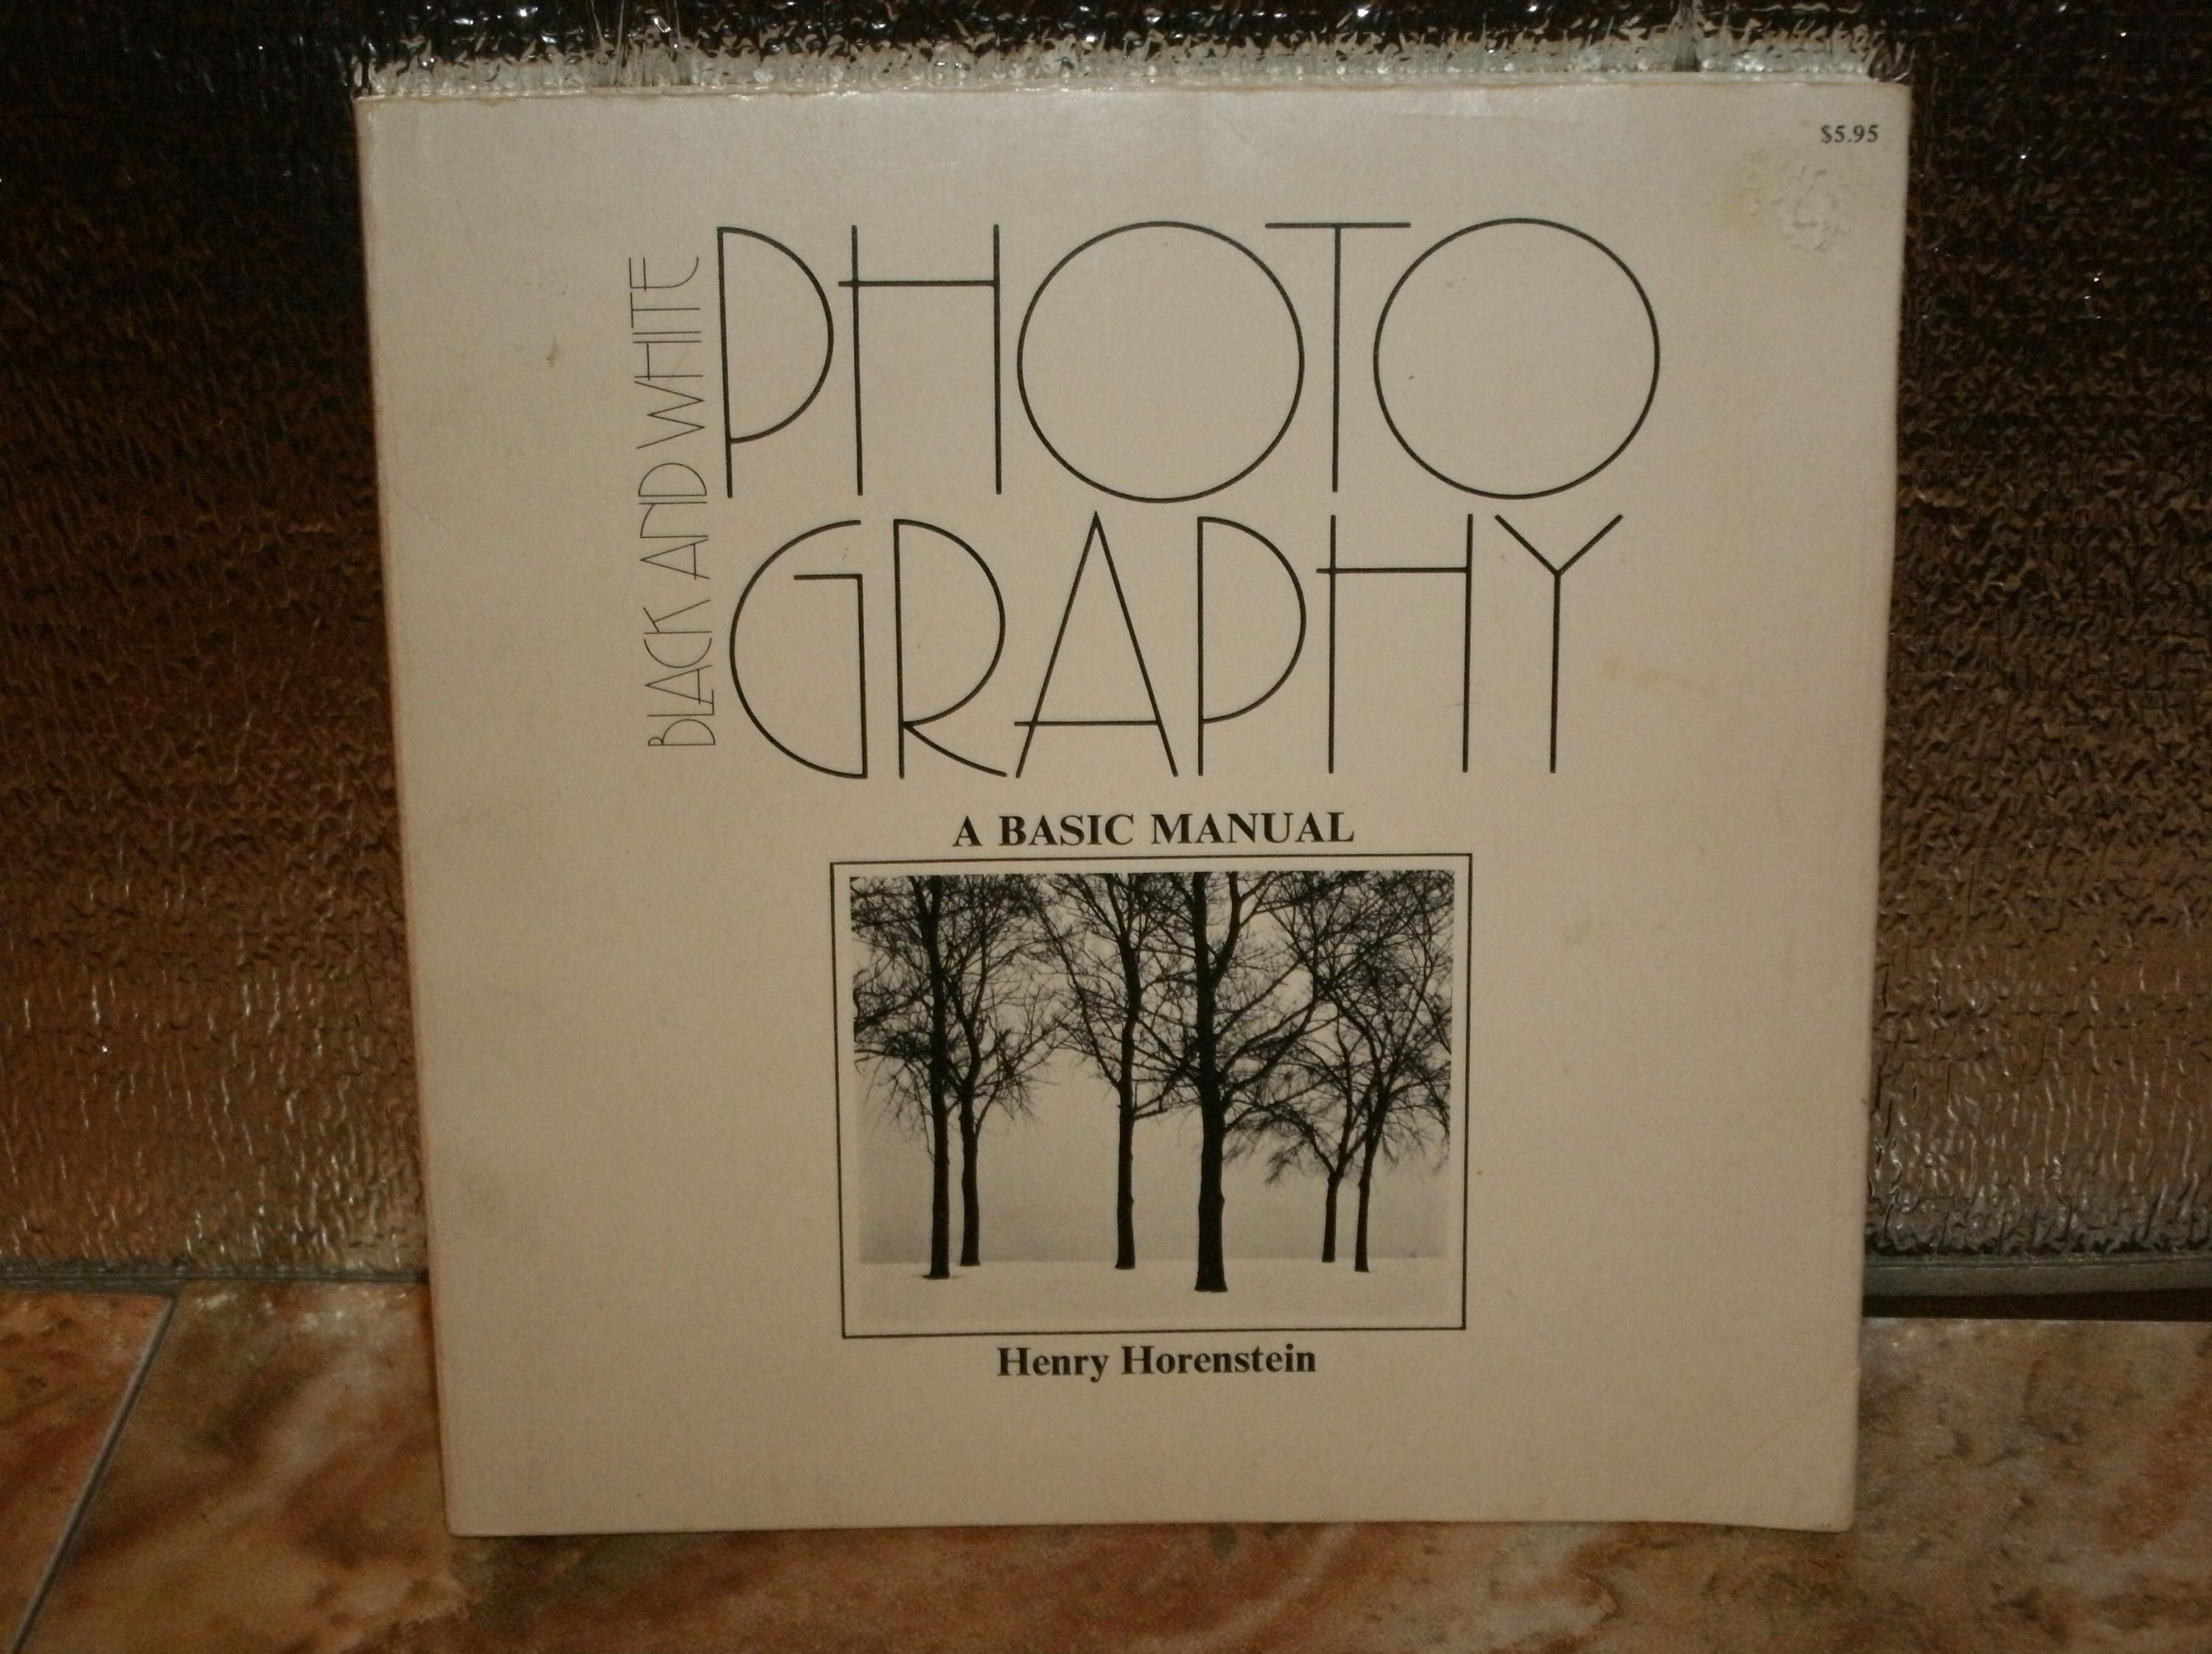 $5.95
BLACK AND WHITE
PHOTO
GRAPHY
A BASIC MANUAL
Henry Horenstein